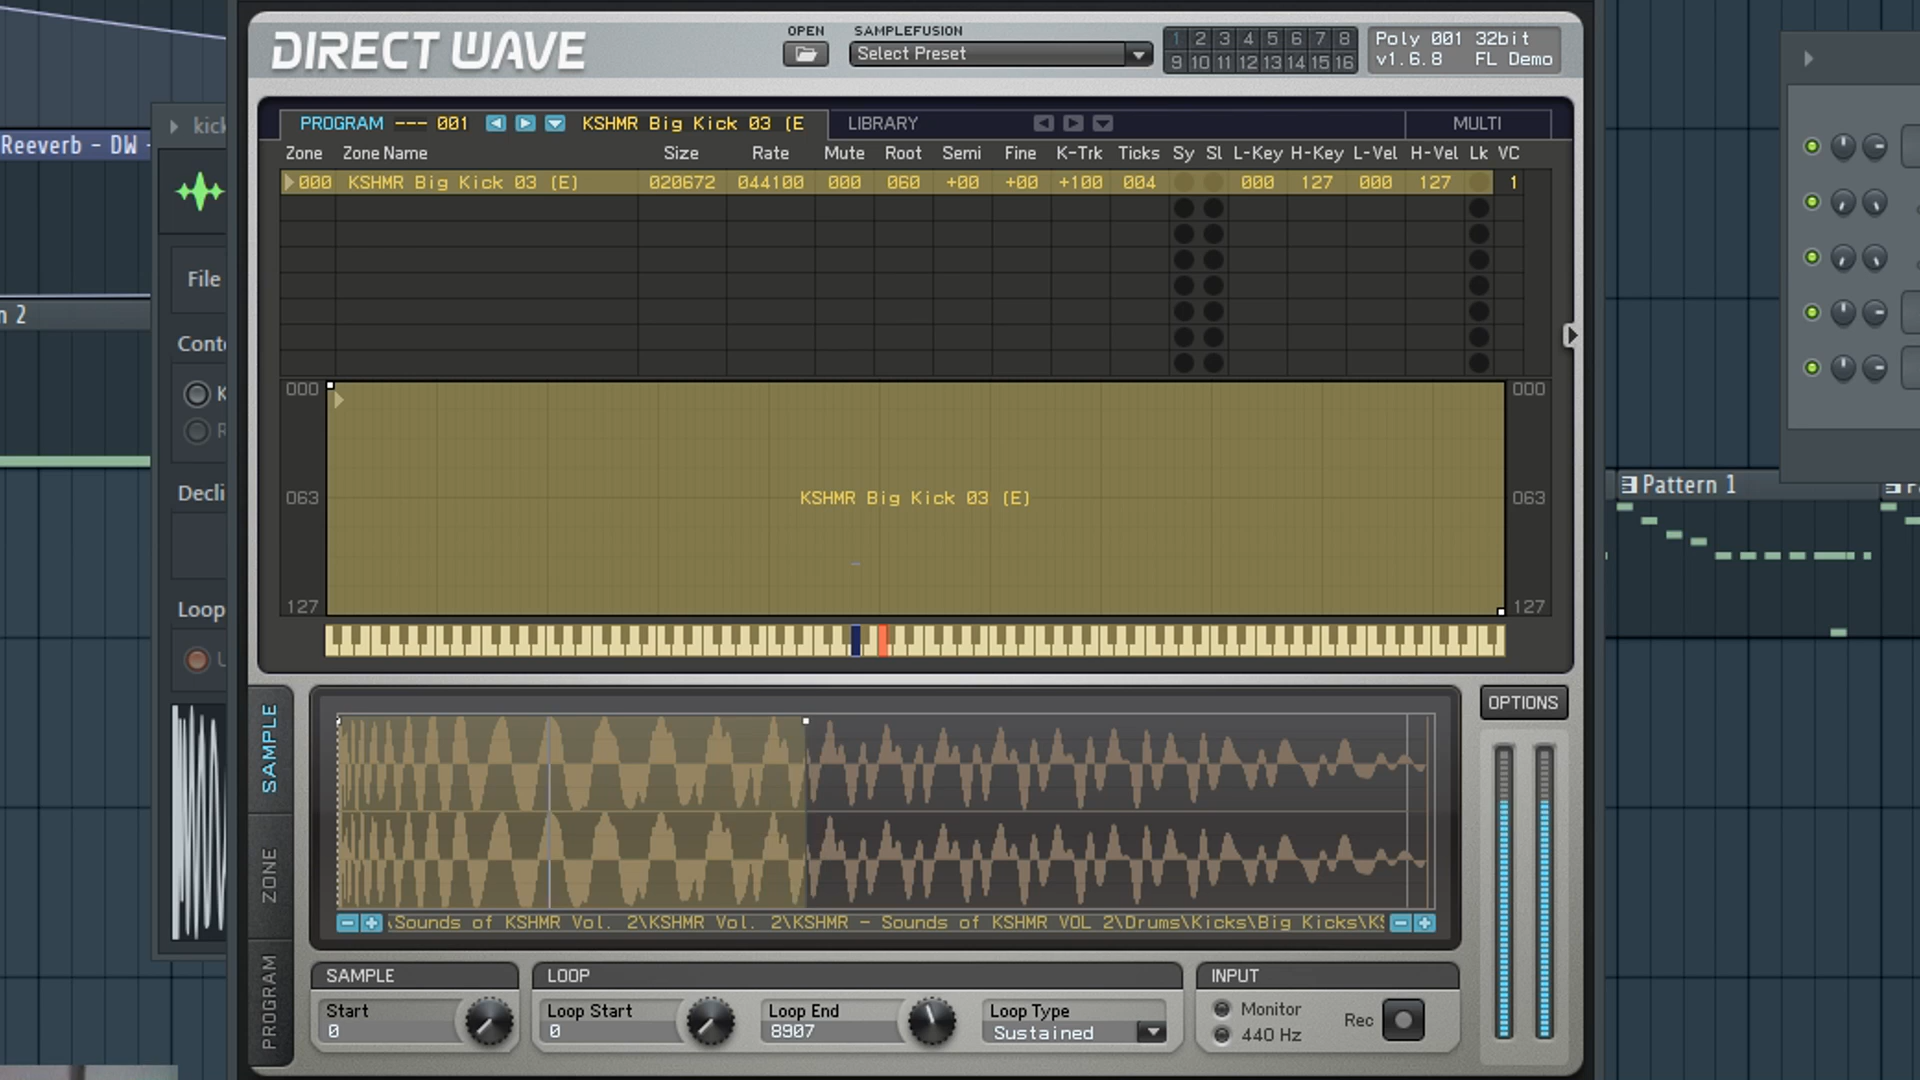 DIRECT WAVE
OPEN
SAMPLEFUSION
Select Preset
1 2 3 4 5 6 7 8
9 10 11 12 13 14 15 16
Poly 001 32bit
v1.6.8 FL Demo
PROGRAM --- 001 KSHMR Big Kick 03 (E
LIBRARY
MULTI
Zone Zone Name Size Rate Mute Root Semi Fine K-Trk Ticks Sy Sl L-Key H-Key L-Vel H-Vel Lk VC
000 KSHMR Big Kick 03 (E) 020672 044100 000 060 +00 +00 +100 004 000 127 000 127 1
000 000
063 KSHMR Big Kick 03 (E) 063
127 127
SAMPLE
ZONE
PROGRAM
OPTIONS
\Sounds of KSHMR Vol. 2\KSHMR Vol. 2\KSHMR - Sounds of KSHMR VOL 2\Drums\Kicks\Big Kicks\KS
SAMPLE
Start
0
LOOP
Loop Start
0
Loop End
8907
Loop Type
Sustained
INPUT
Monitor
440 Hz
Rec
Reeverb - DW -
n 2
kick
File
Conte
K
R
Decli
Loop
U
Pattern 1